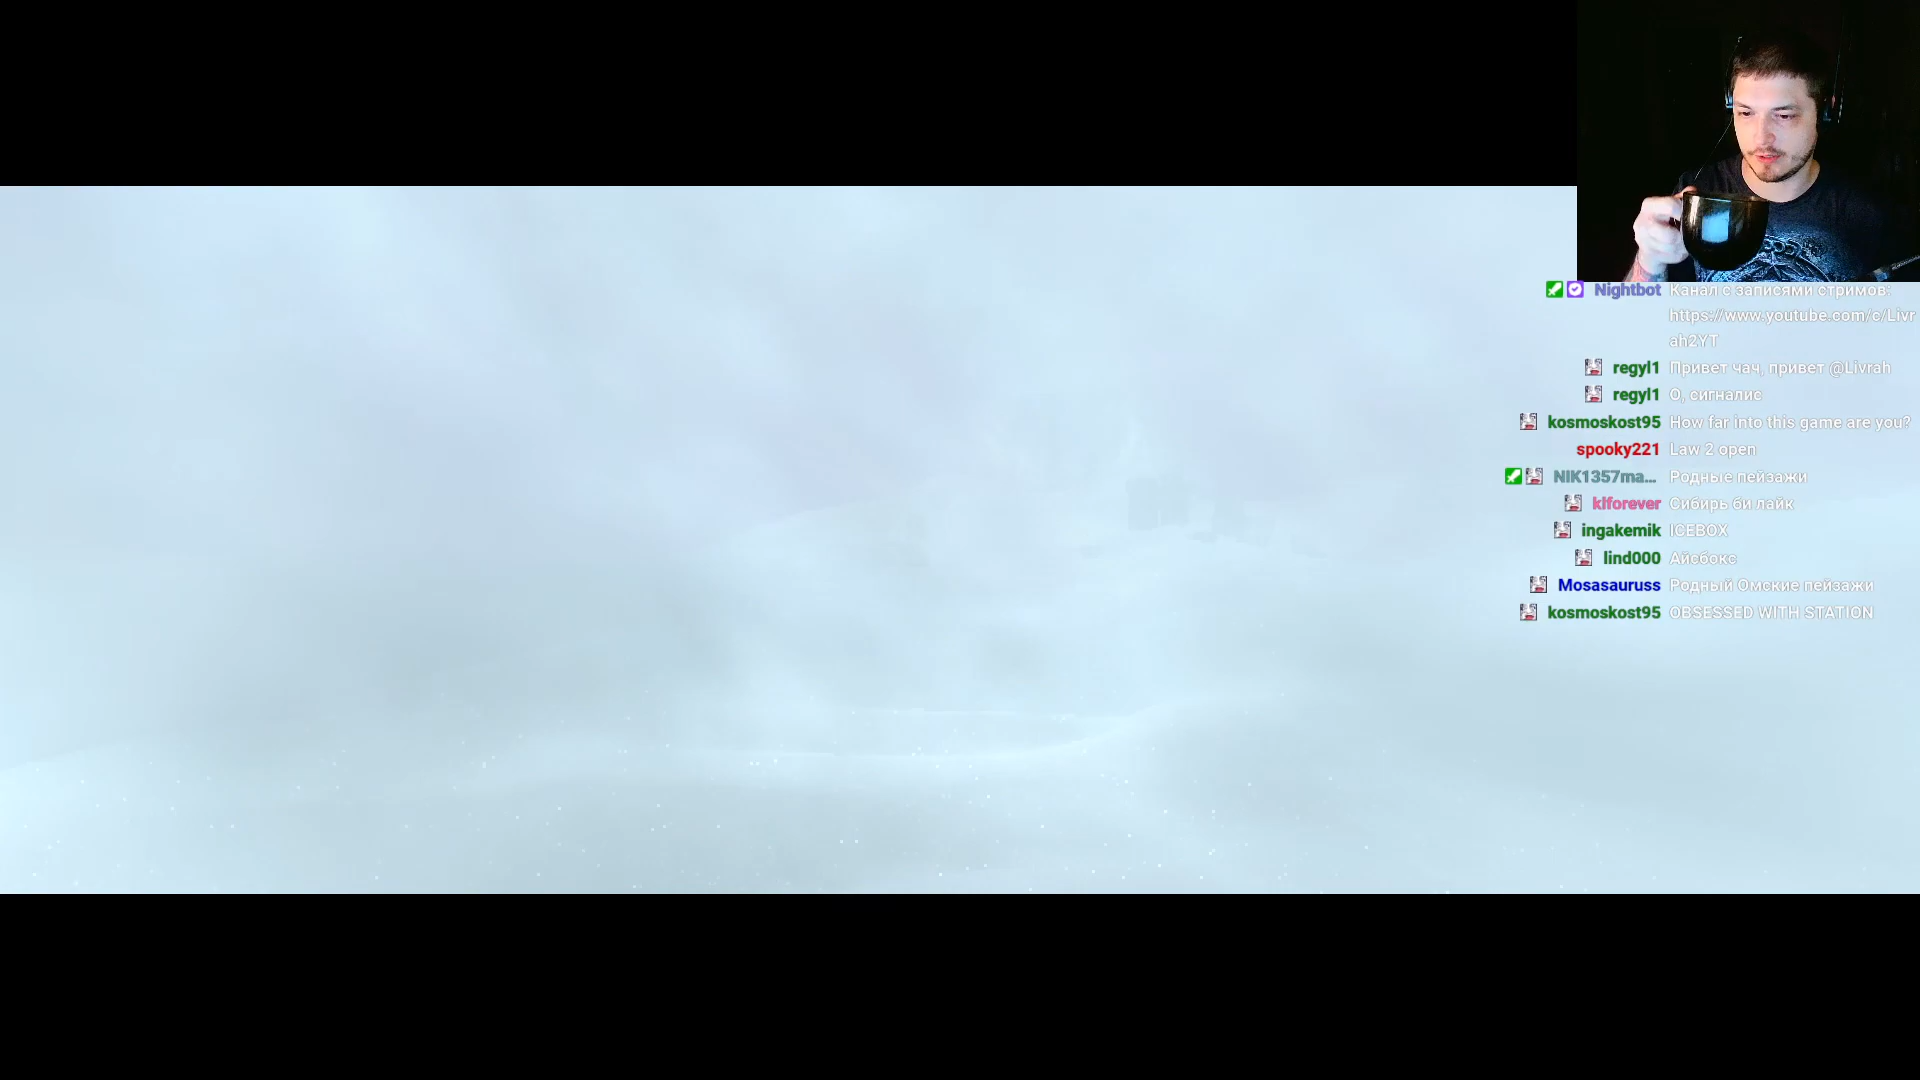 Nightbot Канал с записями стримов:
https://www.youtube.com/c/Livr
ah2YT
regyl1 Привет чач, привет @Livrah
regyl1 О, сигналис
kosmoskost95 How far into this game are you?
spooky221 Law 2 open
NIK1357ma... Родные пейзажи
klforever Сибирь би лайк
ingakemik ICEBOX
lind000 Айсбокс
Mosasauruss Родный Омские пейзажи
kosmoskost95 OBSESSED WITH STATION